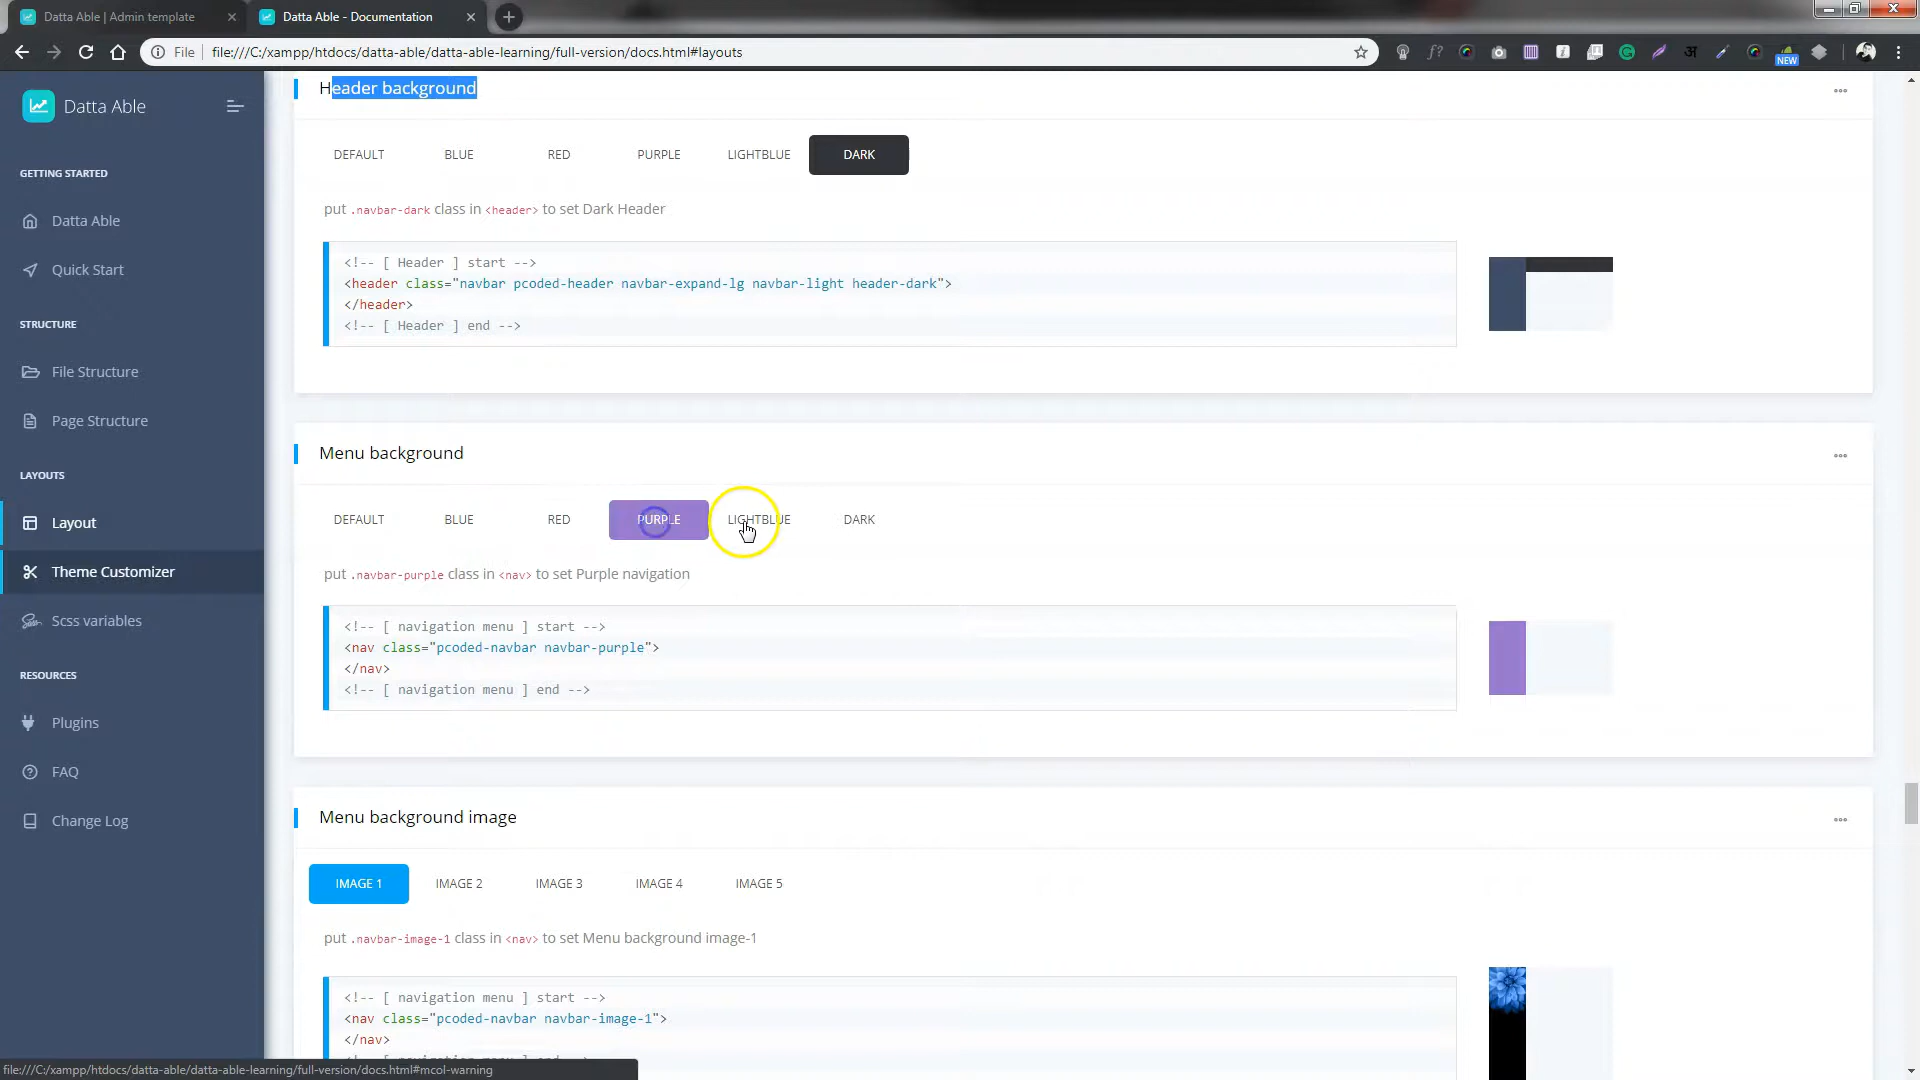 Datta Able | Admin template
Datta Able - Documentation
File
file:///C:/xampp/htdocs/datta-able/datta-able-learning/full-version/docs.html#layouts
NEW
Datta Able
GETTING STARTED
Datta Able
Quick Start
STRUCTURE
File Structure
Page Structure
LAYOUTS
Layout
Theme Customizer
Scss variables
RESOURCES
Plugins
FAQ
Change Log
Header background
DEFAULT BLUE RED PURPLE LIGHTBLUE DARK
put .navbar-dark class in <header> to set Dark Header
<!-- [ Header ] start -->
<header class="navbar pcoded-header navbar-expand-lg navbar-light header-dark">
</header>
<!-- [ Header ] end -->
Menu background
DEFAULT BLUE RED PURPLE LIGHTBLUE DARK
put .navbar-purple class in <nav> to set Purple navigation
<!-- [ navigation menu ] start -->
<nav class="pcoded-navbar navbar-purple">
</nav>
<!-- [ navigation menu ] end -->
Menu background image
IMAGE 1 IMAGE 2 IMAGE 3 IMAGE 4 IMAGE 5
put .navbar-image-1 class in <nav> to set Menu background image-1
<!-- [ navigation menu ] start -->
<nav class="pcoded-navbar navbar-image-1">
</nav>
file:///C:/xampp/htdocs/datta-able/datta-able-learning/full-version/docs.html#mcol-warning